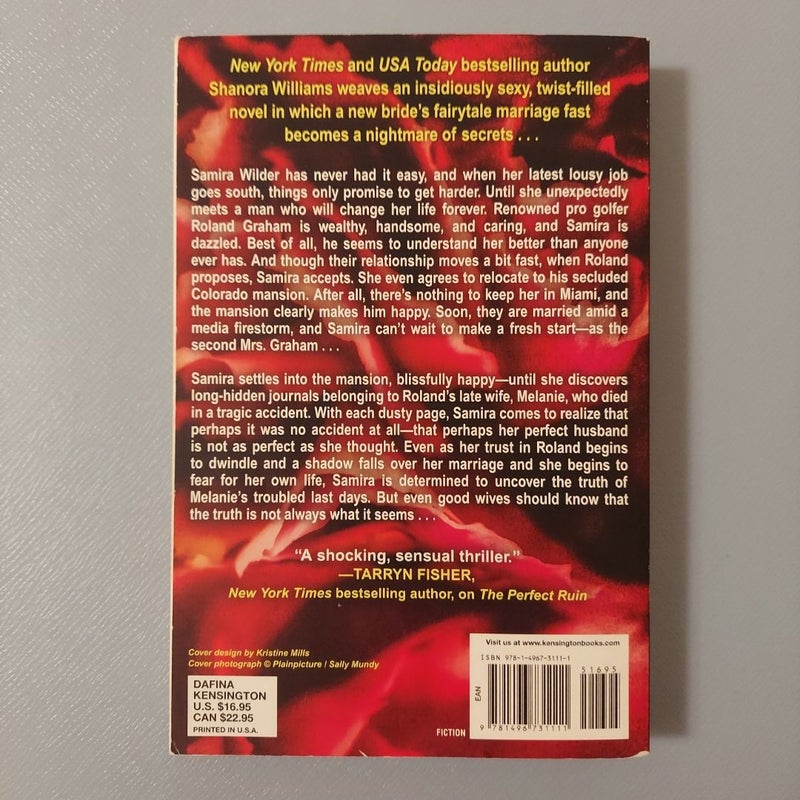 New York Times and USA Today bestselling author
Shanora Williams weaves an insidiously sexy, twist-filled
novel in which a new bride's fairytale marriage fast
becomes a nightmare of secrets . . .
Samira Wilder has never had it easy, and when her latest lousy job
goes south, things only promise to get harder. Until she unexpectedly
meets a man who will change her life forever. Renowned pro golfer
Roland Graham is wealthy, handsome, and caring, and Samira is
dazzled. Best of all, he seems to understand her better than anyone
ever has. And though their relationship moves a bit fast, when Roland
proposes, Samira accepts. She even agrees to relocate to his secluded
Colorado mansion. After all, there's nothing to keep her in Miami, and
the mansion clearly makes him happy. Soon, they are married amid a
media firestorm, and Samira can't wait to make a fresh start—as the
second Mrs. Graham . . .
Samira settles into the mansion, blissfully happy—until she discovers
long-hidden journals belonging to Roland's late wife, Melanie, who died
in a tragic accident. With each dusty page, Samira comes to realize that
perhaps it was no accident at all—that perhaps her perfect husband
is not as perfect as she thought. Even as her trust in Roland begins
to dwindle and a shadow falls over her marriage and she begins to
fear for her own life, Samira is determined to uncover the truth of
Melanie's troubled last days. But even good wives should know that
the truth is not always what it seems . . .
"A shocking, sensual thriller."
—TARRYN FISHER,
New York Times bestselling author, on The Perfect Ruin
Cover design by Kristine Mills
Cover photograph © Plainpicture / Sally Mundy
DAFINA
KENSINGTON
U.S. $16.95
CAN $22.95
PRINTED IN U.S.A.
FICTION
Visit us at www.kensingtonbooks.com
ISBN 978-1-4967-3111-1
51695
EAN
9 781496 731111